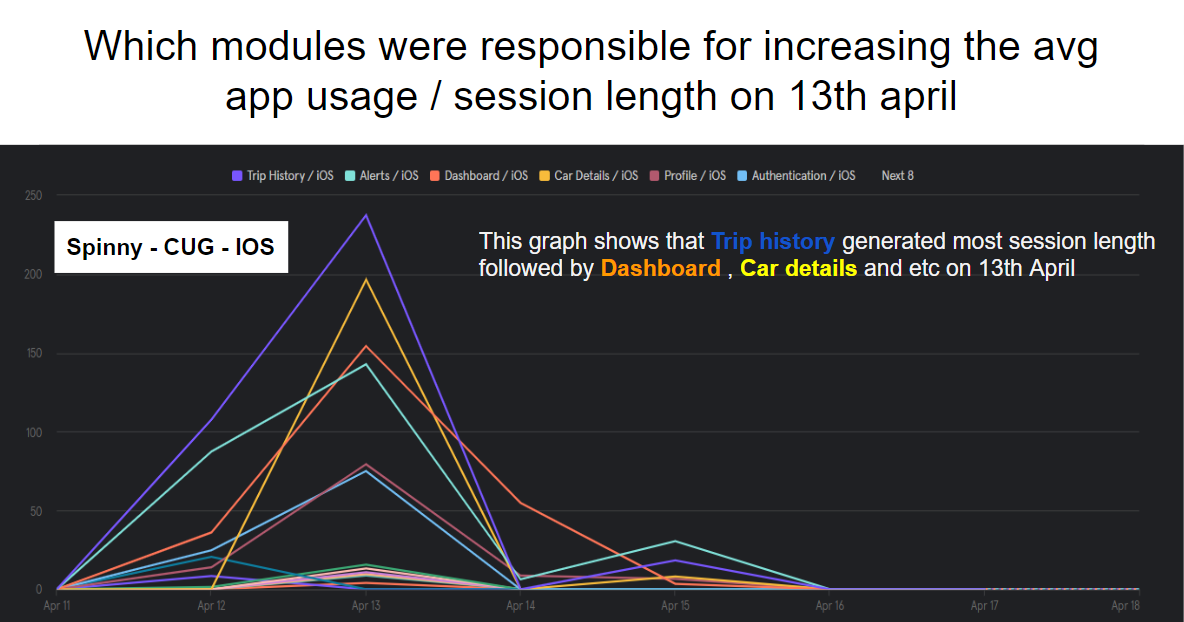 Which modules were responsible for increasing the avg
app usage / session length on 13th april
Trip History / iOS Alerts / iOS Dashboard / iOS Car Details / iOS Profile / iOS Authentication / iOS Next 8
250
Spinny - CUG - IOS
This graph shows that Trip history generated most session length
followed by Dashboard , Car details and etc on 13th April
200
150
100
50
0
Apr 11 Apr 12 Apr 13 Apr 14 Apr 15 Apr 16 Apr 17 Apr 18